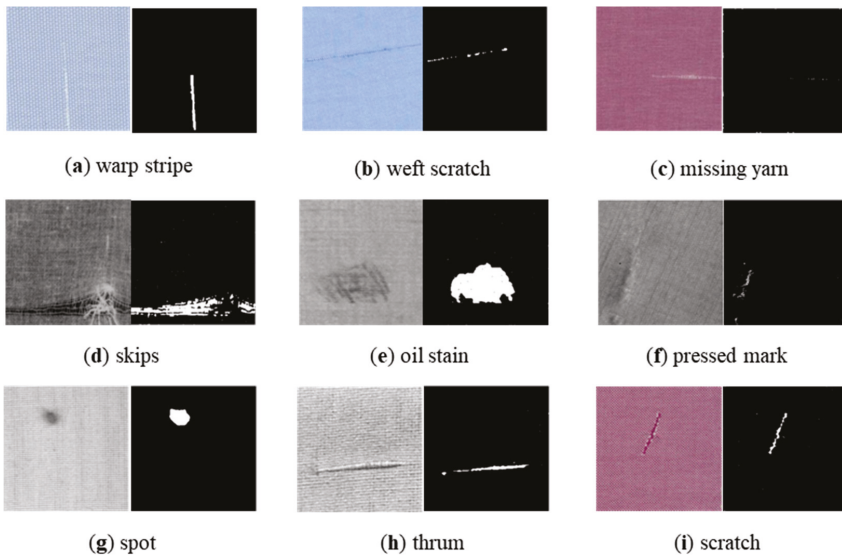 (a) warp stripe
(b) weft scratch
(c) missing yarn
(d) skips
(e) oil stain
(f) pressed mark
(g) spot
(h) thrum
(i) scratch